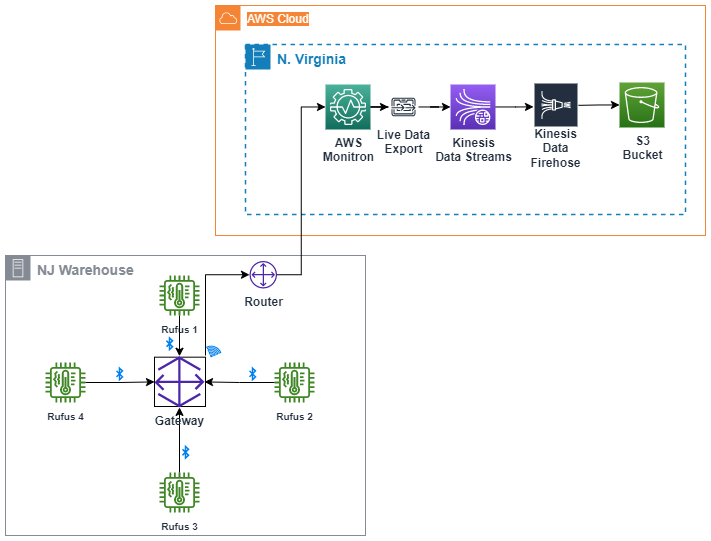 AWS Cloud
N. Virginia
AWS
Monitron
Live Data
Export
Kinesis
Data Streams
Kinesis
Data
Firehose
S3
Bucket
NJ Warehouse
Router
Rufus 1
Rufus 4
Gateway
Rufus 2
Rufus 3